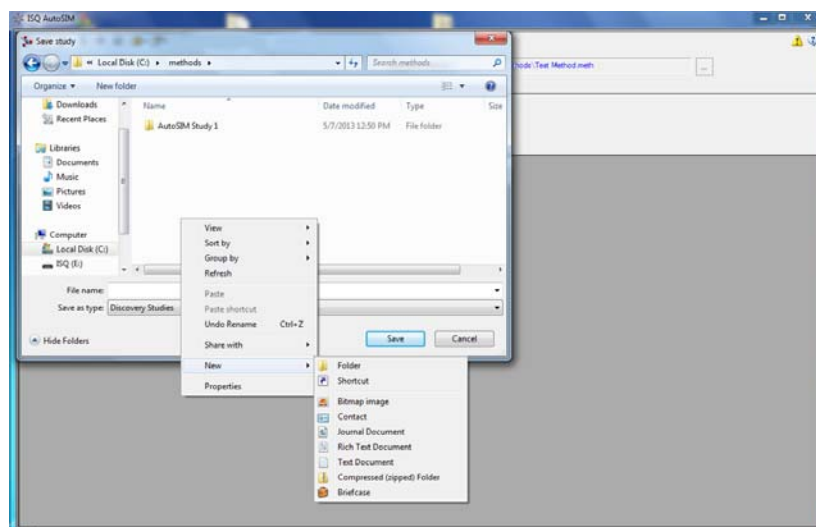 ISQ AutoSIM
Save study
« Local Disk (C:) ▸ methods ▸
Search methods
Organize ▾ New folder
Downloads
Recent Places
Libraries
Documents
Music
Pictures
Videos
Computer
Local Disk (C:)
ISQ (E:)
Name Date modified Type Size
AutoSIM Study 1 5/7/2013 12:50 PM File folder
File name:
Save as type: Discovery Studies
Hide Folders
Save Cancel
\Test Method.meth
...
View
Sort by
Group by
Refresh
Paste
Paste shortcut
Undo Rename Ctrl+Z
Share with
New
Properties
Folder
Shortcut
Bitmap image
Contact
Journal Document
Rich Text Document
Text Document
Compressed (zipped) Folder
Briefcase